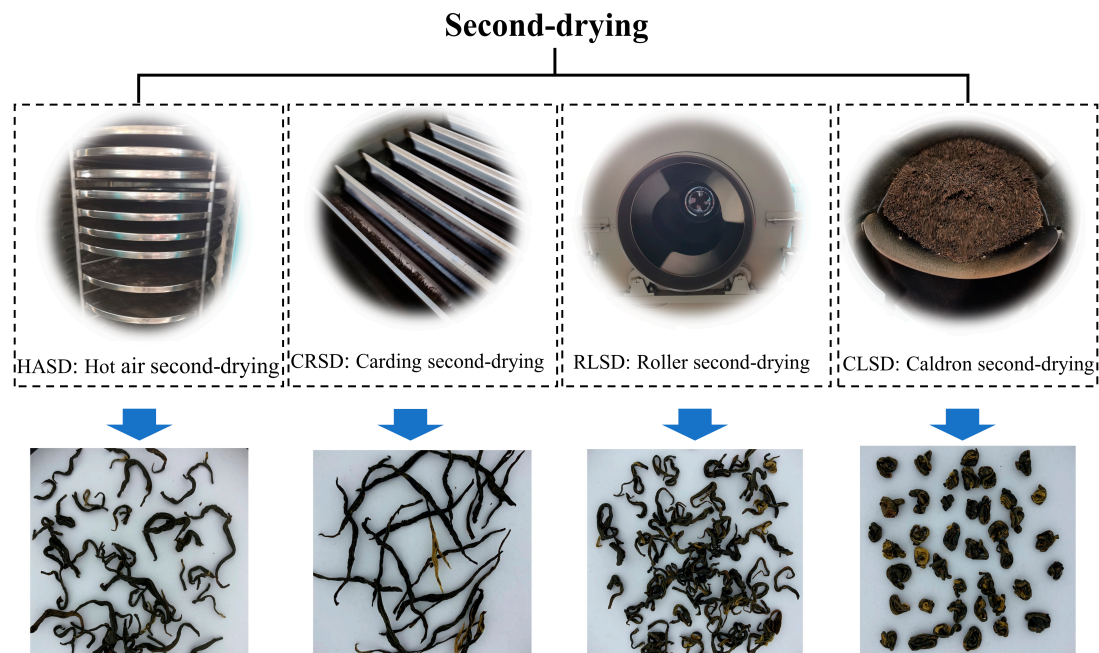 Second-drying
HASD: Hot air second-drying
CRSD: Carding second-drying
RLSD: Roller second-drying
CLSD: Caldron second-drying